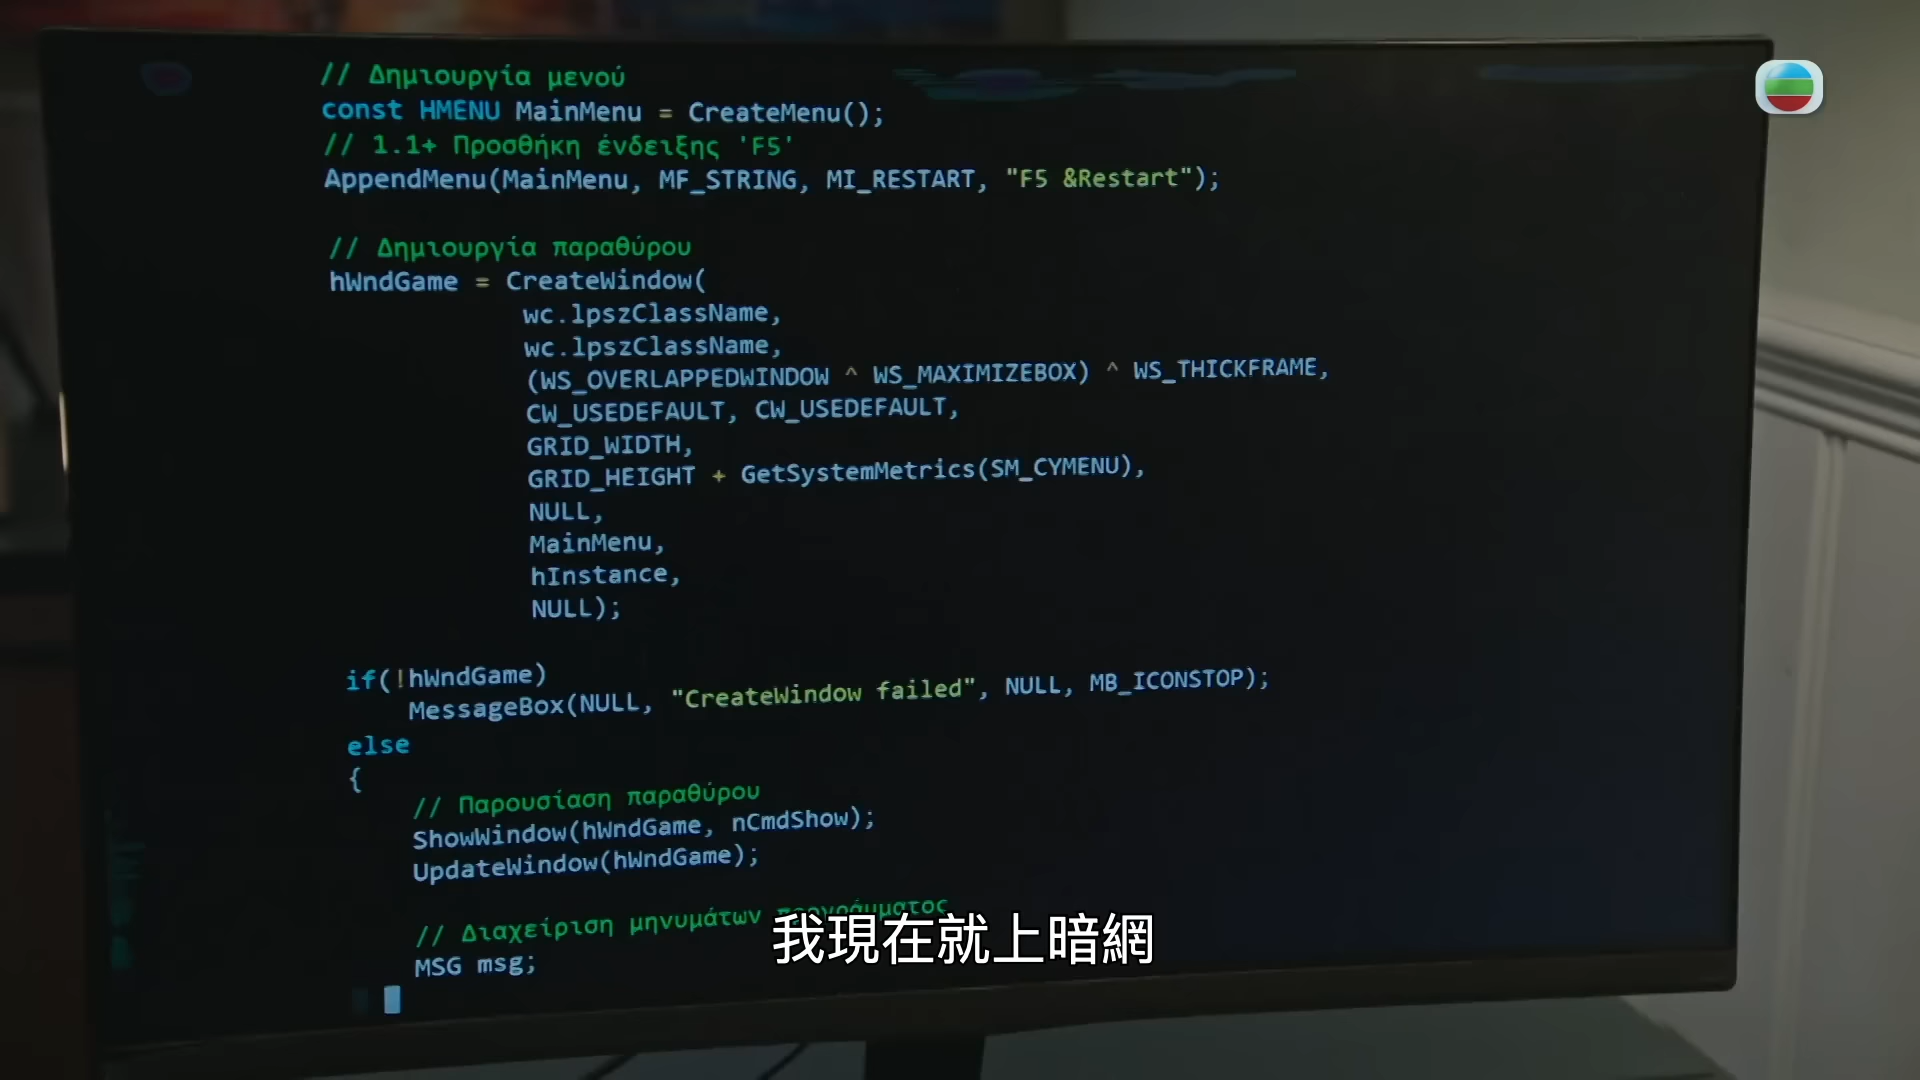 // Δημιουργία μενού
const HMENU MainMenu = CreateMenu();
// 1.1+ Προσθήκη ένδειξης 'F5'
AppendMenu(MainMenu, MF_STRING, MI_RESTART, "F5 &Restart");
// Δημιουργία παραθύρου
hWndGame = CreateWindow(
wc.lpszClassName,
wc.lpszClassName,
(WS_OVERLAPPEDWINDOW ^ WS_MAXIMIZEBOX) ^ WS_THICKFRAME,
CW_USEDEFAULT, CW_USEDEFAULT,
GRID_WIDTH,
GRID_HEIGHT + GetSystemMetrics(SM_CYMENU),
NULL,
MainMenu,
hInstance,
NULL);
if(!hWndGame)
MessageBox(NULL, "CreateWindow failed", NULL, MB_ICONSTOP);
else
{
// Παρουσίαση παραθύρου
ShowWindow(hWndGame, nCmdShow);
UpdateWindow(hWndGame);
// Διαχείριση μηνυμάτων προγράμματος
MSG msg;
我現在就上暗網